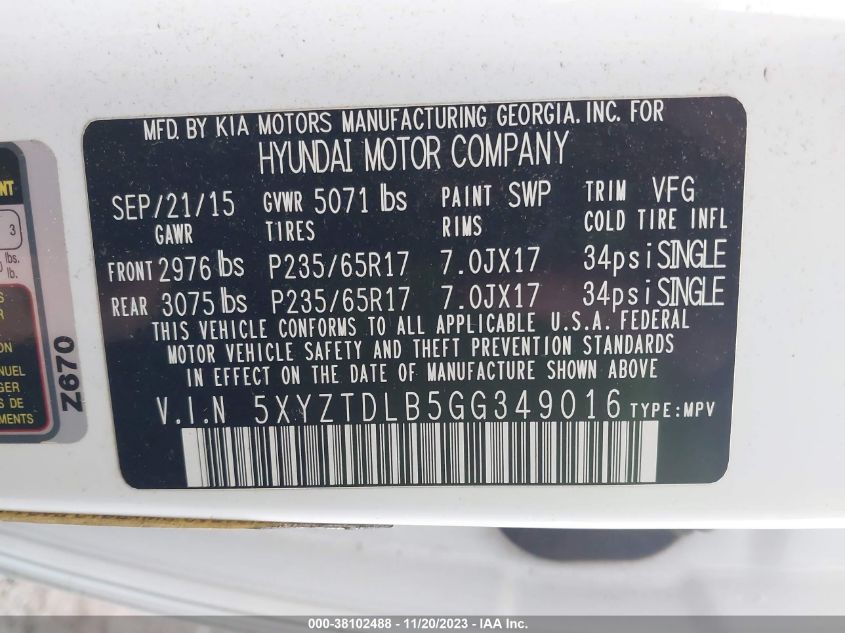 MFD. BY KIA MOTORS MANUFACTURING GEORGIA. INC. FOR
HYUNDAI MOTOR COMPANY
SEP/21/15 GVWR 5071 lbs PAINT SWP TRIM VFG
GAWR TIRES RIMS COLD TIRE INFL
FRONT 2976 lbs P235/65R17 7.0JX17 34psi SINGLE
REAR 3075 lbs P235/65R17 7.0JX17 34psi SINGLE
THIS VEHICLE CONFORMS TO ALL APPLICABLE U.S.A. FEDERAL
MOTOR VEHICLE SAFETY AND THEFT PREVENTION STANDARDS
IN EFFECT ON THE DATE OF MANUFACTURE SHOWN ABOVE
V.I.N 5XYZTDLB5GG349016 TYPE:MPV
3
lbs.
lb.
DE
Z670
000-38102488 - 11/20/2023 - IAA Inc.